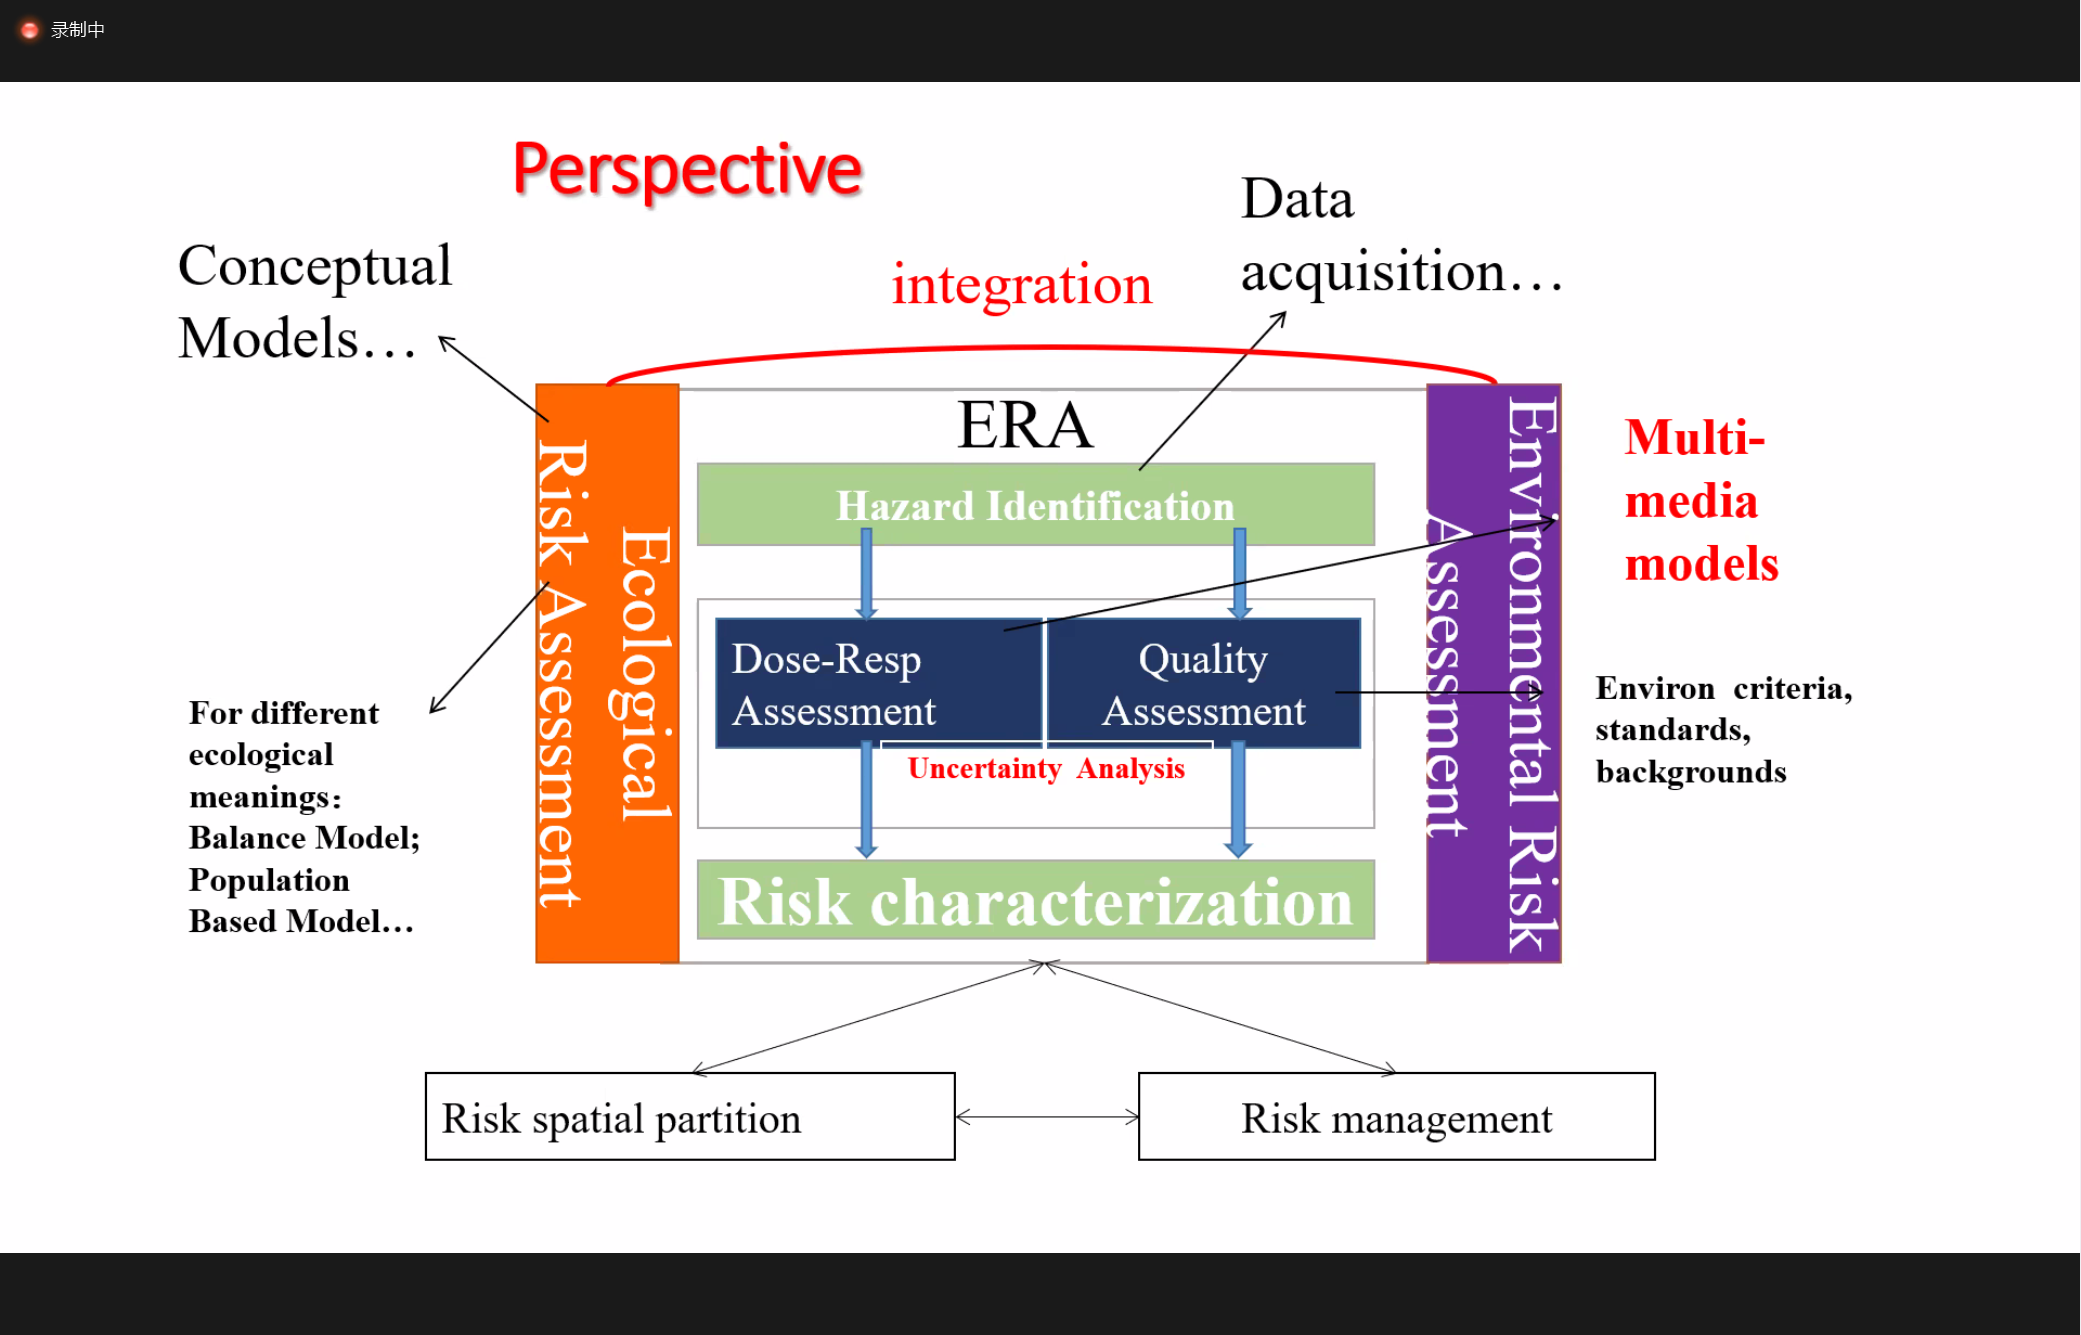 录制中
Perspective
Data
acquisition…
Conceptual
Models…
integration
ERA
Hazard Identification
Multi-
media
models
Ecological
Risk Assessment
Environmental Risk
Assessment
Dose-Resp
Assessment
Quality
Assessment
Uncertainty Analysis
Environ criteria,
standards,
backgrounds
For different
ecological
meanings：
Balance Model;
Population
Based Model…
Risk characterization
Risk spatial partition
Risk management